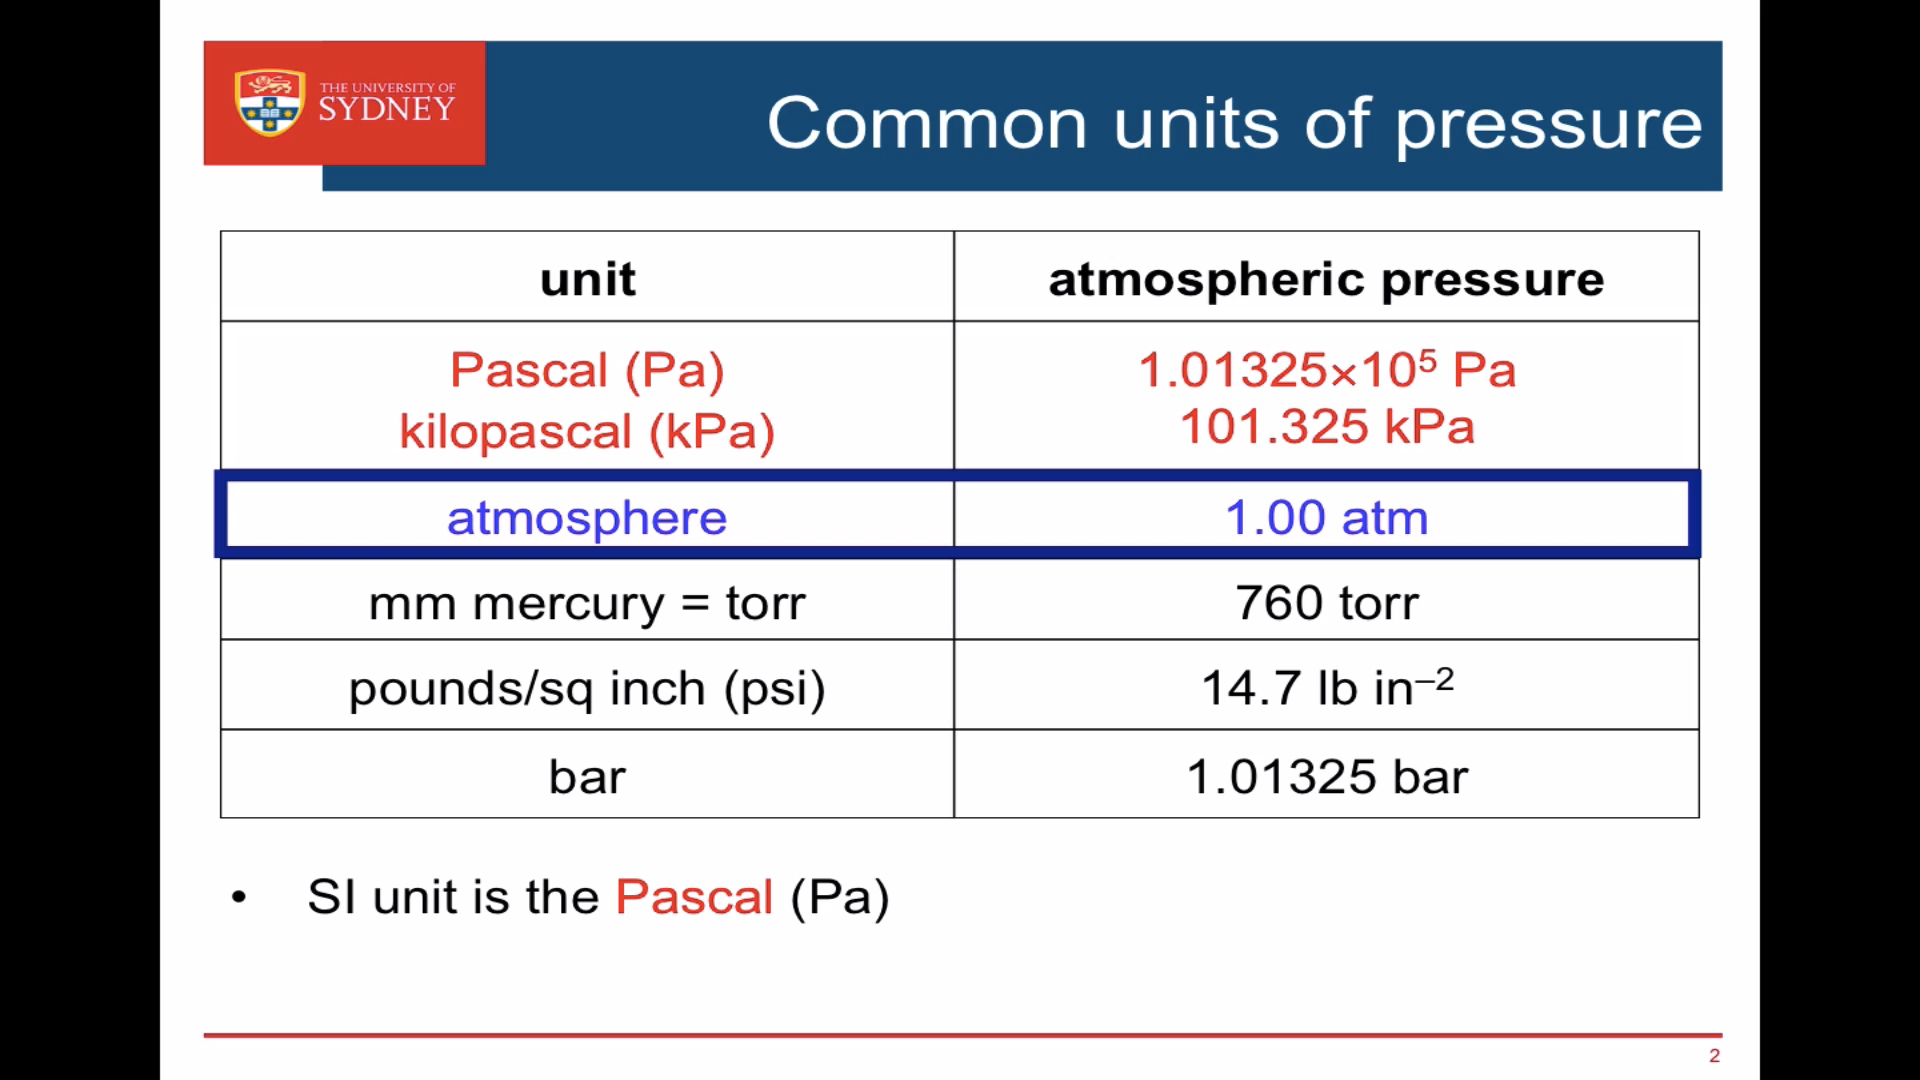 THE UNIVERSITY OF
SYDNEY
Common units of pressure
unit
atmospheric pressure
Pascal (Pa)
kilopascal (kPa)
1.01325×10⁵ Pa
101.325 kPa
atmosphere
1.00 atm
mm mercury = torr
760 torr
pounds/sq inch (psi)
14.7 lb in⁻²
bar
1.01325 bar
• SI unit is the Pascal (Pa)
2